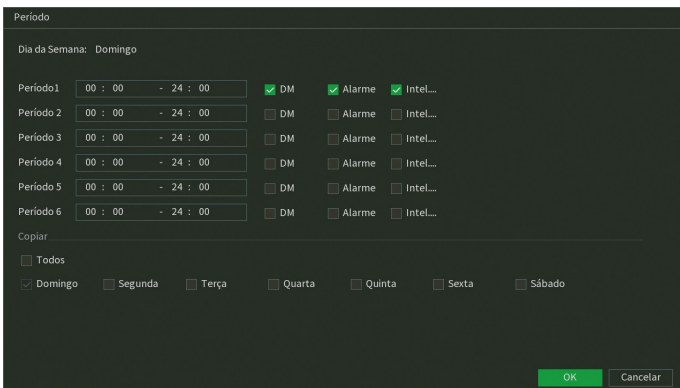 Período
Dia da Semana: Domingo
Período1 00 : 00 - 24 : 00 DM Alarme Intel....
Período 2 00 : 00 - 24 : 00 DM Alarme Intel....
Período 3 00 : 00 - 24 : 00 DM Alarme Intel....
Período 4 00 : 00 - 24 : 00 DM Alarme Intel....
Período 5 00 : 00 - 24 : 00 DM Alarme Intel....
Período 6 00 : 00 - 24 : 00 DM Alarme Intel....
Copiar
Todos
Domingo Segunda Terça Quarta Quinta Sexta Sábado
OK Cancelar